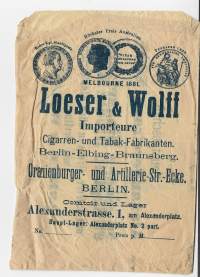 Höchster Preis Australien.
MELBOURNE 1881.
Loeser & Wolff
Importeure
Cigarren- und Tabak-Fabrikanten.
Berlin-Elbing-Braunsberg.
Oranienburger- und Artillerie-Str.-Ecke.
BERLIN.
Comtoir und Lager
Alexanderstrasse. 1, am Alexanderplatz.
Haupt-Lager: Alexanderplatz No. 3 part.
No.
Preis p. M.